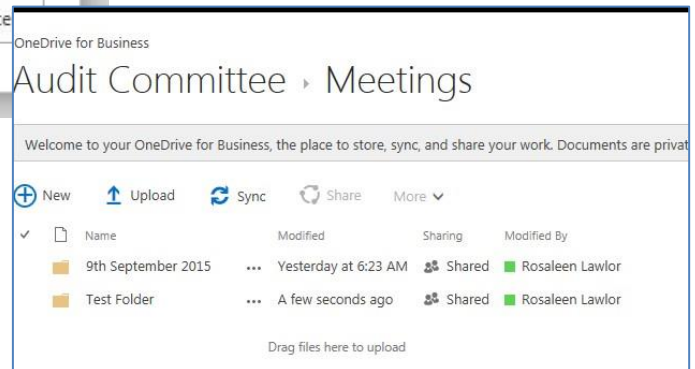 OneDrive for Business
Audit Committee › Meetings
Welcome to your OneDrive for Business, the place to store, sync, and share your work. Documents are
New Upload Sync Share More
Name Modified Sharing Modified By
9th September 2015 ... Yesterday at 6:23 AM Shared Rosaleen Lawlor
Test Folder ... A few seconds ago Shared Rosaleen Lawlor
Drag files here to upload